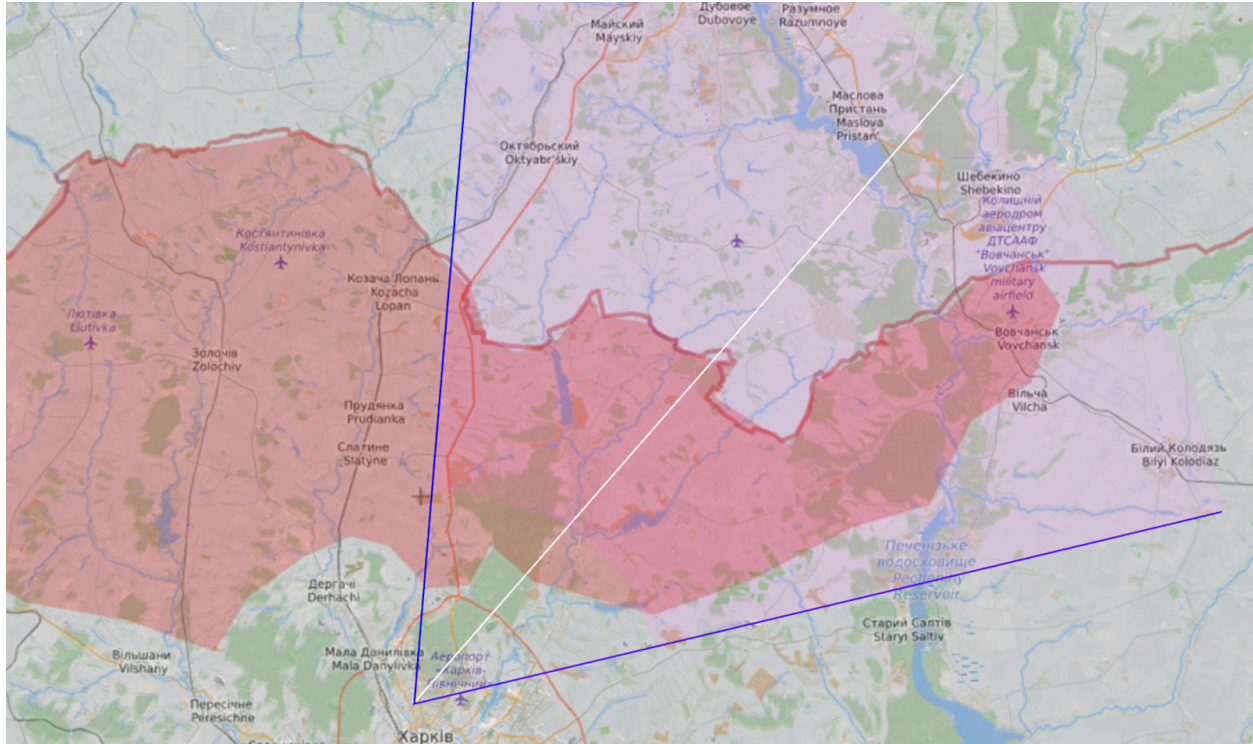 Дубовое
Dubovoye
Разумное
Razumnoye
Майский
Mayskiy
Маслова
Пристань
Maslova
Pristan'
Октябрьский
Oktyabr'skiy
Шебекино
Shebekino
Колишній
аеродром
авіацентру
ДТСААФ
"Вовчанськ"
Vovchansk
military
airfield
Костянтинівка
Kostiantynivka
Козача Лопань
Kozacha
Lopan
Лютівка
Liutivka
Золочів
Zolochiv
Вовчанськ
Vovchansk
Вільча
Vilcha
Прудянка
Prudianka
Слатине
Slatyne
Білий Колодязь
Bilyi Kolodiaz
Печенізьке
водосховище
Pechenihy
Reservoir
Дергачі
Derhachi
Старий Салтів
Staryi Saltiv
Вільшани
Vilshany
Мала Данилівка
Mala Danylivka
Аеропорт
Пересічне
Peresichne
Харків